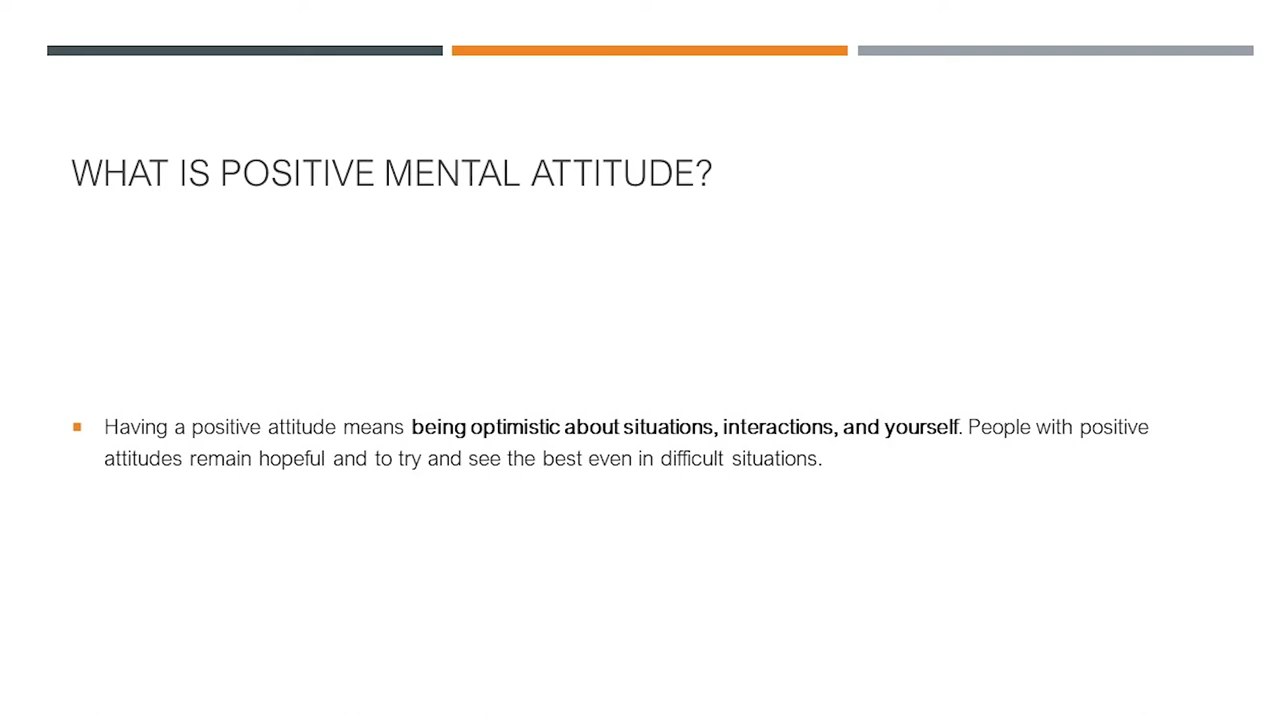 WHAT IS POSITIVE MENTAL ATTITUDE?
Having a positive attitude means being optimistic about situations, interactions, and yourself. People with positive
attitudes remain hopeful and to try and see the best even in difficult situations.